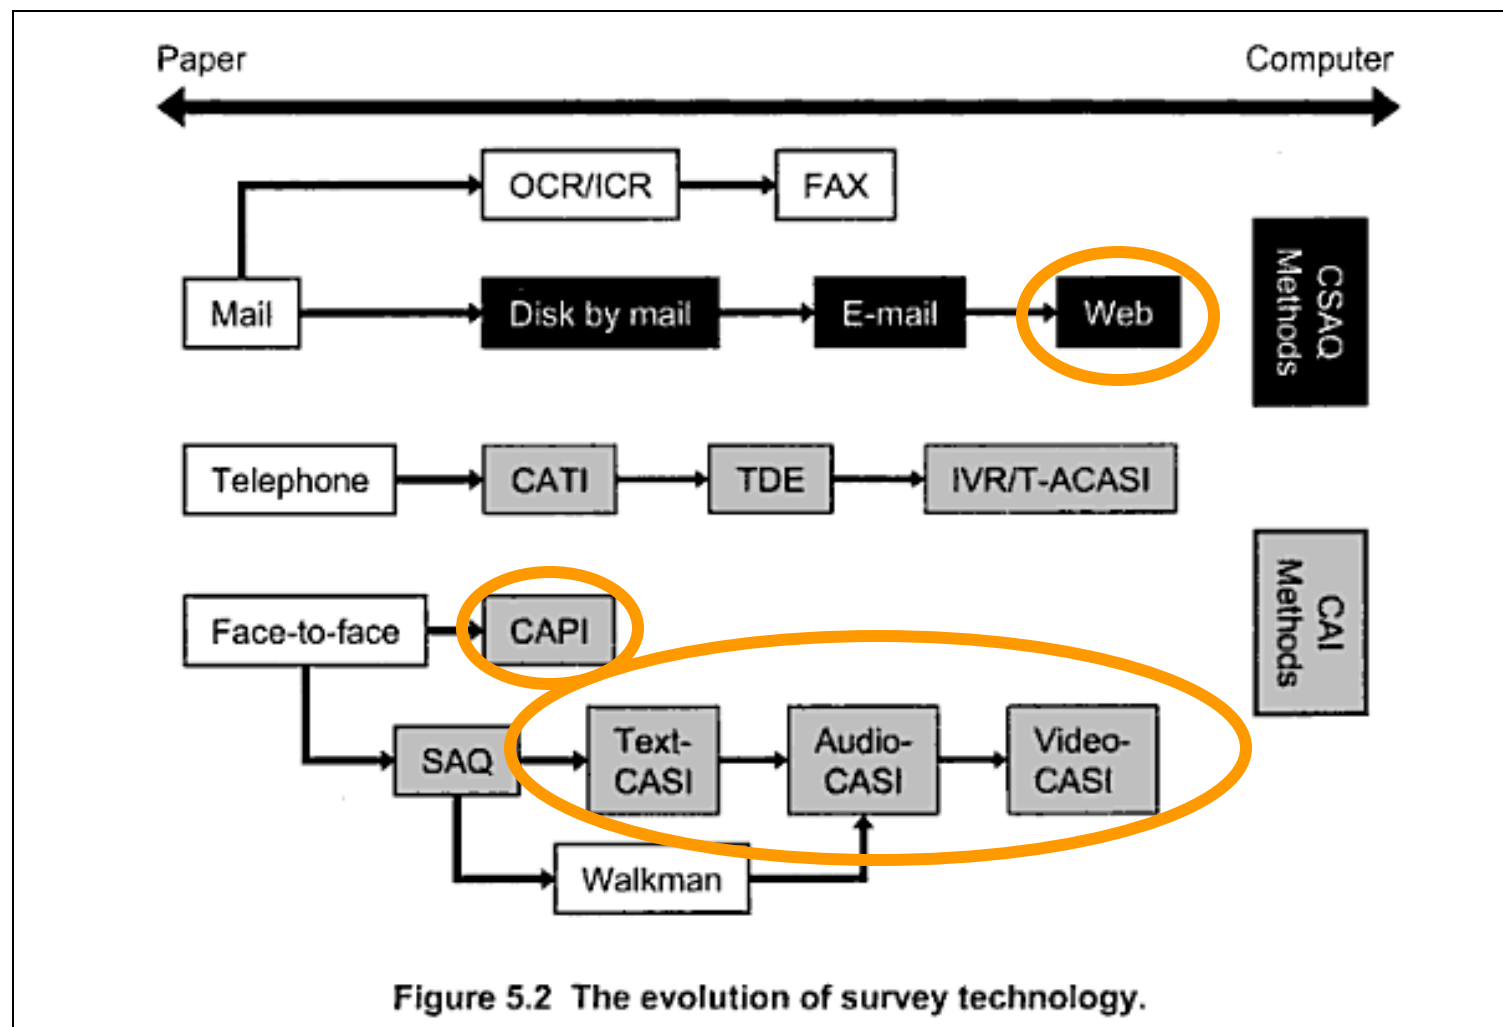 Paper
Computer
OCR/ICR
FAX
Mail
Disk by mail
E-mail
Web
CSAQ
Methods
Telephone
CATI
TDE
IVR/T-ACASI
Face-to-face
CAPI
CAI
Methods
SAQ
Text-
CASI
Audio-
CASI
Video-
CASI
Walkman
Figure 5.2 The evolution of survey technology.